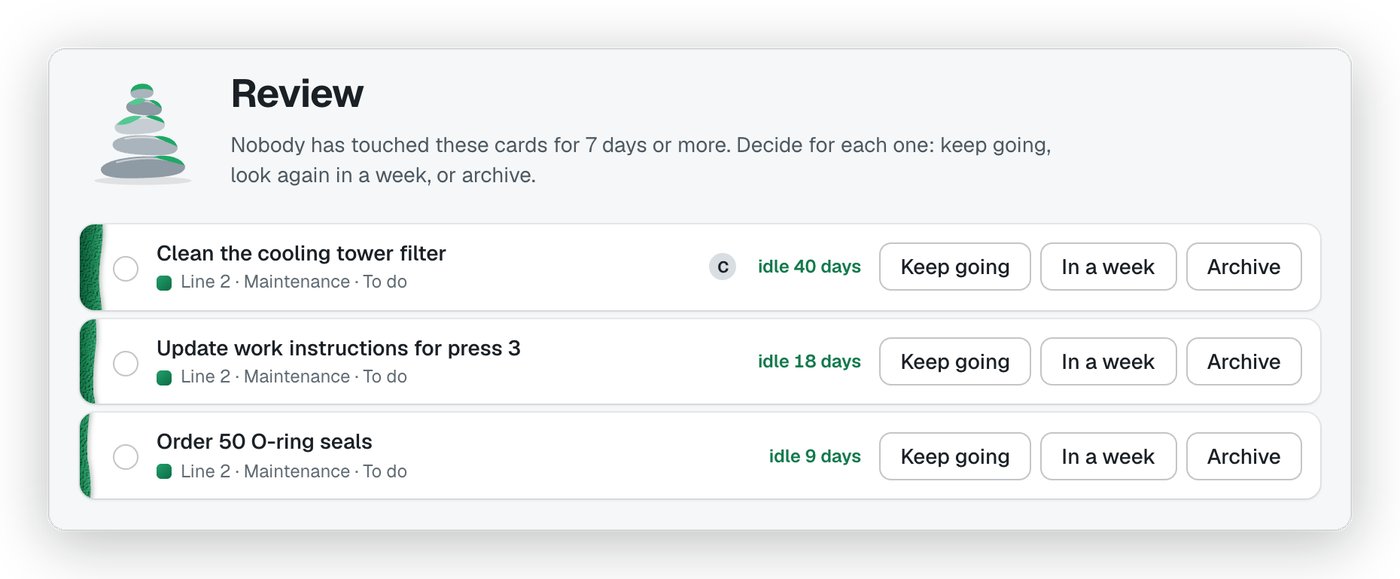 Review
Nobody has touched these cards for 7 days or more. Decide for each one: keep going,
look again in a week, or archive.
Clean the cooling tower filter
Line 2 · Maintenance · To do
C
idle 40 days
Keep going
In a week
Archive
Update work instructions for press 3
Line 2 · Maintenance · To do
idle 18 days
Keep going
In a week
Archive
Order 50 O-ring seals
Line 2 · Maintenance · To do
idle 9 days
Keep going
In a week
Archive